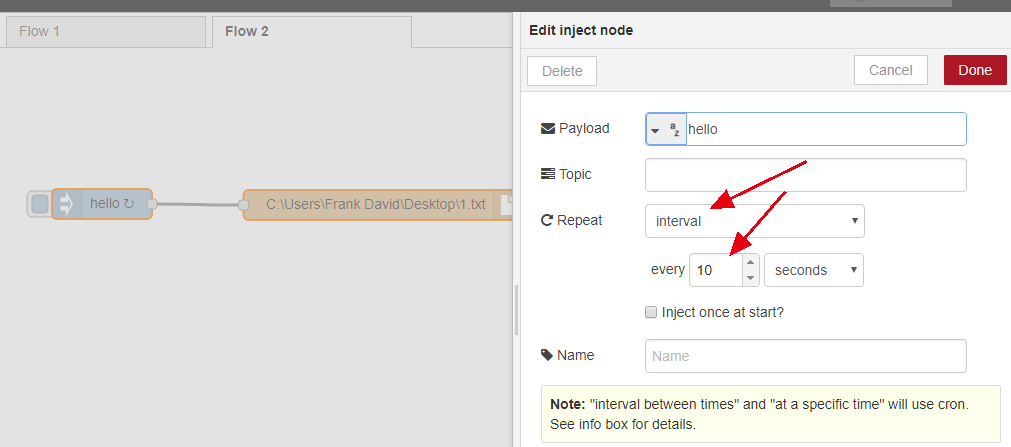 Flow 1
Flow 2
hello
C:\Users\Frank David\Desktop\1.txt
Edit inject node
Delete
Cancel
Done
Payload
a
z
hello
Topic
Repeat
interval
every
10
seconds
Inject once at start?
Name
Name
Note: "interval between times" and "at a specific time" will use cron.
See info box for details.